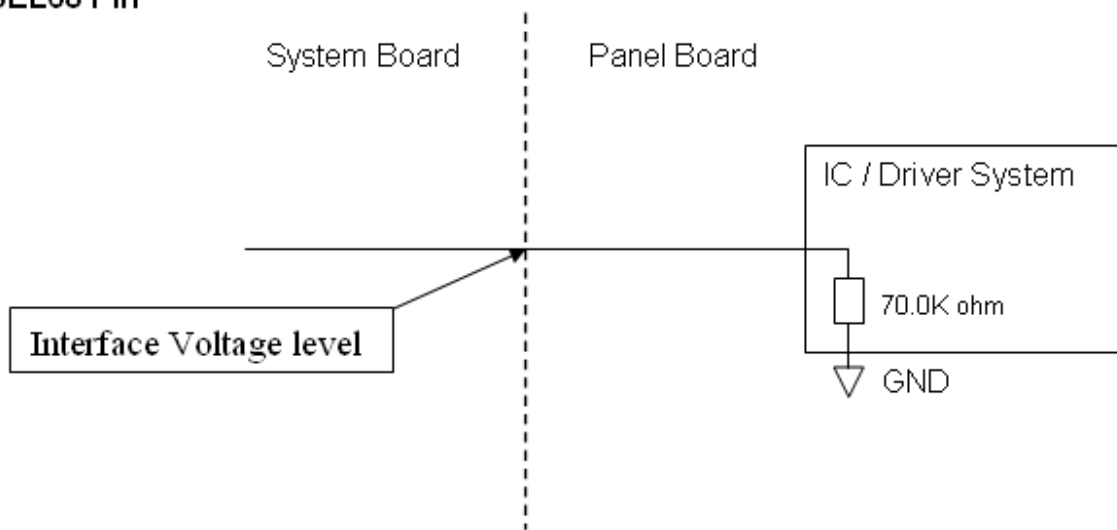 System Board
Panel Board
IC / Driver System
70.0K ohm
Interface Voltage level
GND